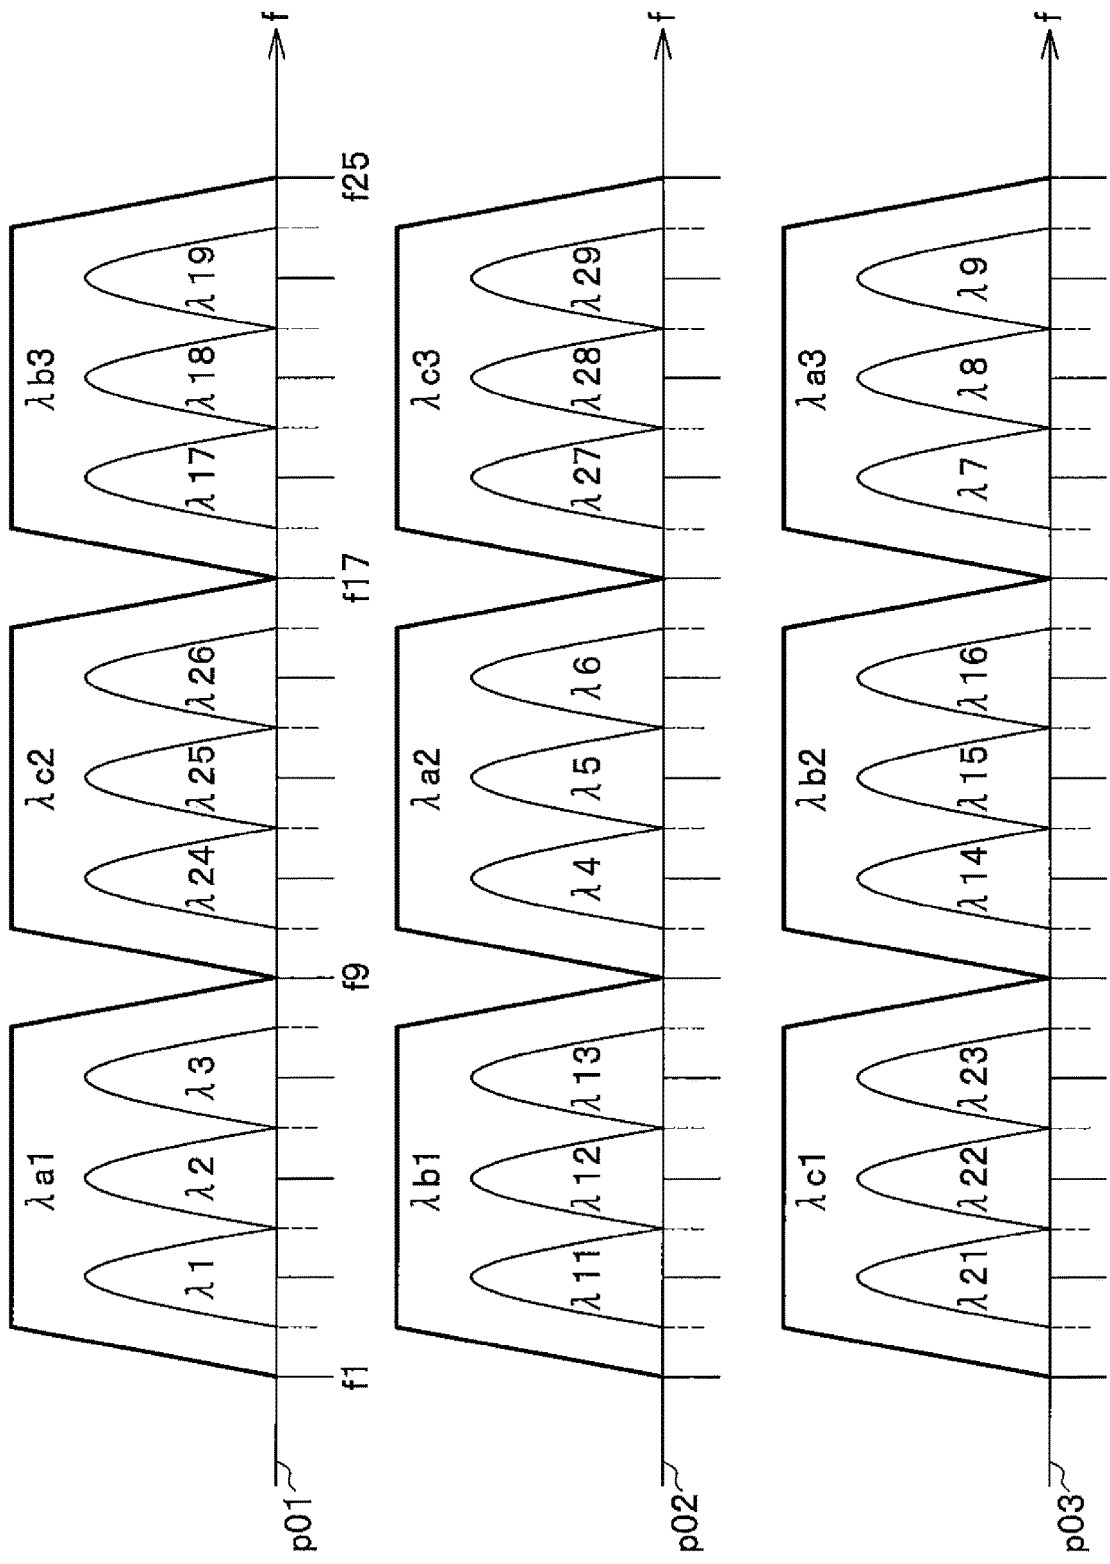 λa1 λc2 λb3
λ1 λ2 λ3 λ24 λ25 λ26 λ17 λ18 λ19
f
p01
f1 f9 f17 f25
λb1 λa2 λc3
λ11 λ12 λ13 λ4 λ5 λ6 λ27 λ28 λ29
f
p02
λc1 λb2 λa3
λ21 λ22 λ23 λ14 λ15 λ16 λ7 λ8 λ9
f
p03